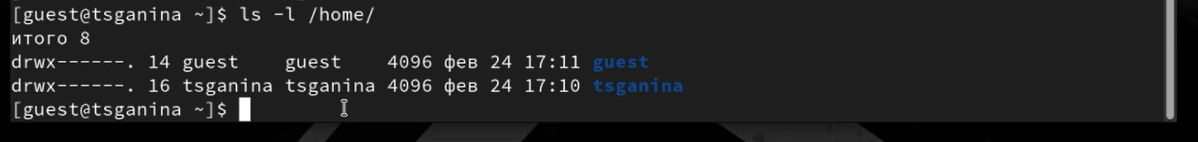 [guest@tsganina ~]$ ls -l /home/
итого 8
drwx------. 14 guest    guest    4096 фев 24 17:11 guest
drwx------. 16 tsganina tsganina 4096 фев 24 17:10 tsganina
[guest@tsganina ~]$